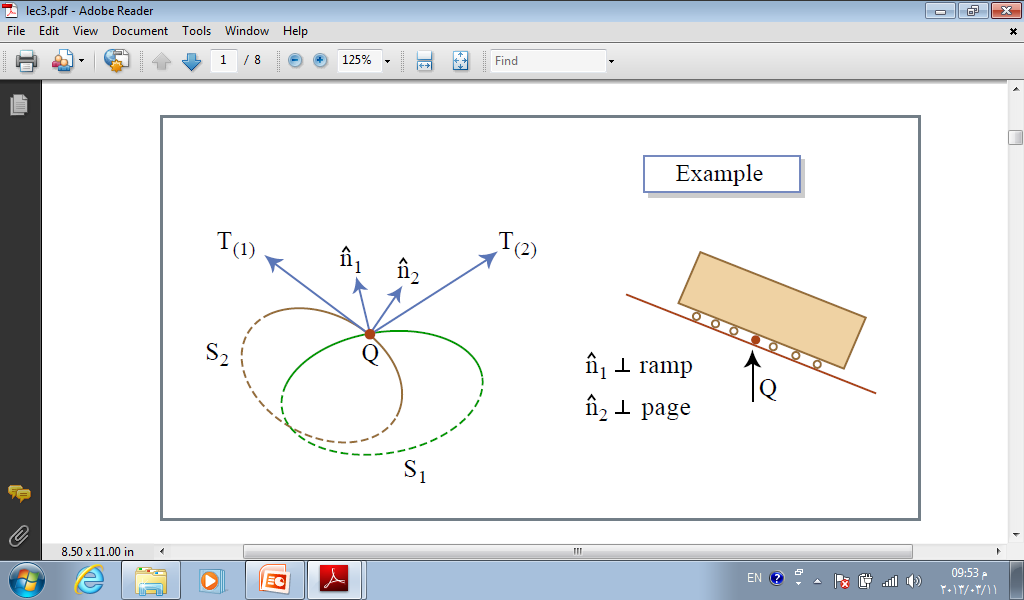 lec3.pdf - Adobe Reader
File Edit View Document Tools Window Help
1 / 8 125% Find
Example
T(1) n̂1 n̂2 T(2)
Q
S2
S1
n̂1 ⊥ ramp
n̂2 ⊥ page
Q
8.50 x 11.00 in
EN
09:53 م
٢٠١٣/٠٣/١١